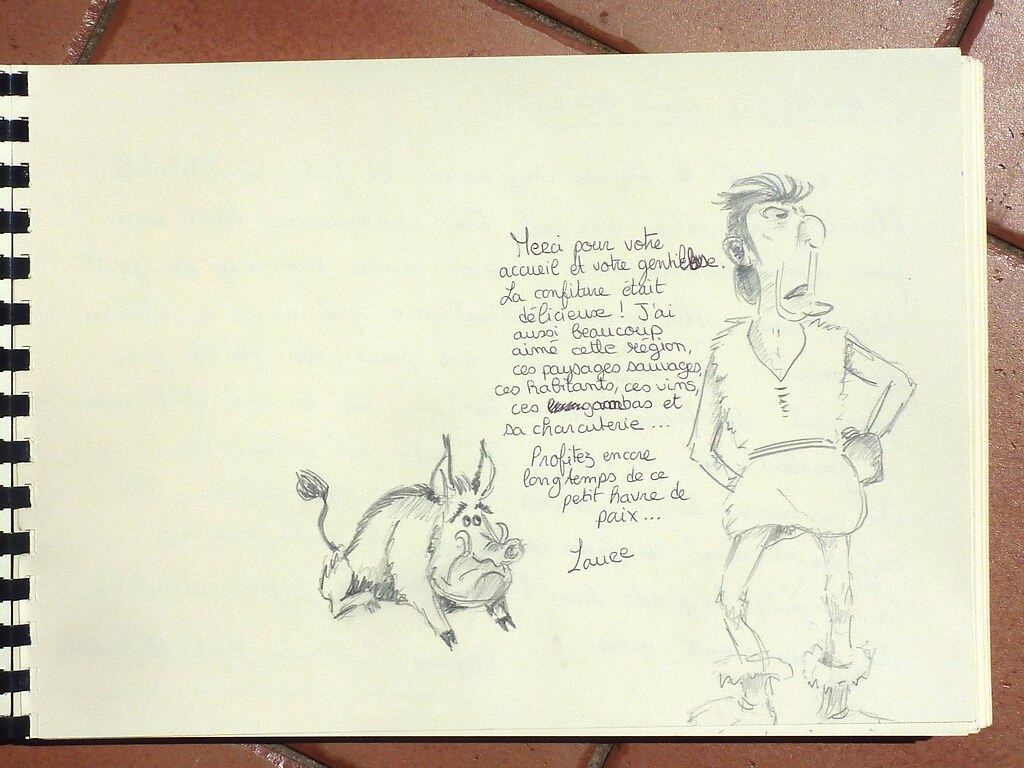 Merci pour votre
accueil et votre gentillesse.
La confiture était
délicieuse ! J'ai
aussi beaucoup
aimé cette région,
ces paysages sauvages,
ces habitants, ces vins,
ces gambas et
sa charcuterie ...
Profitez encore
longtemps de ce
petit havre de
paix ...
Laure